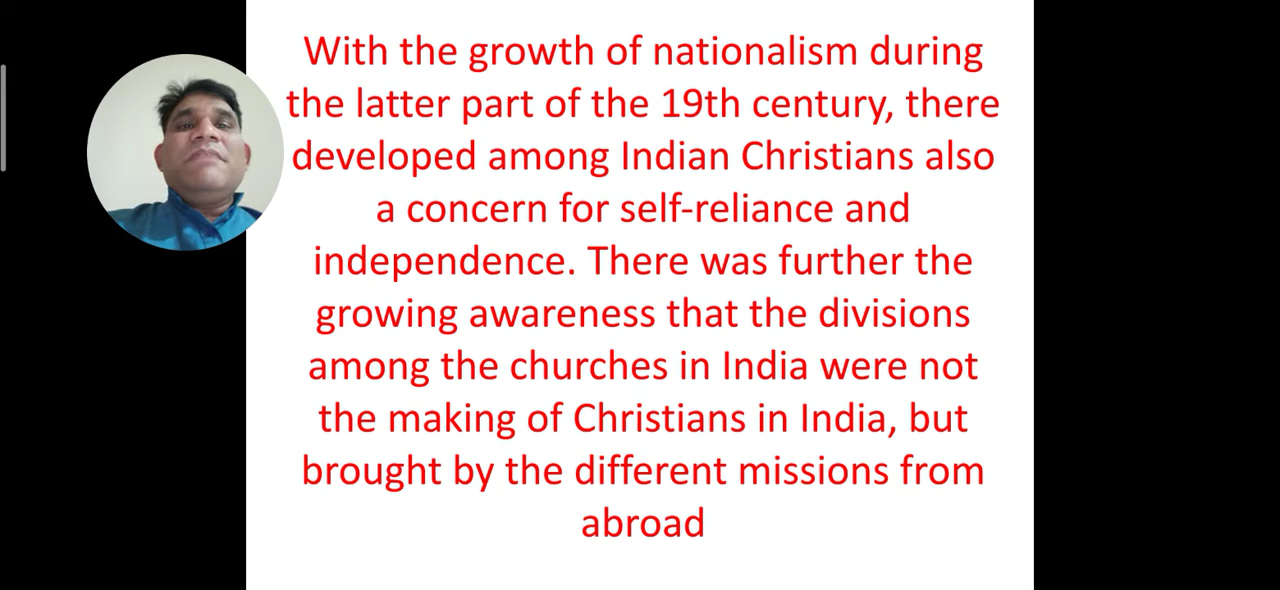 With the growth of nationalism during
the latter part of the 19th century, there
developed among Indian Christians also
a concern for self-reliance and
independence. There was further the
growing awareness that the divisions
among the churches in India were not
the making of Christians in India, but
brought by the different missions from
abroad